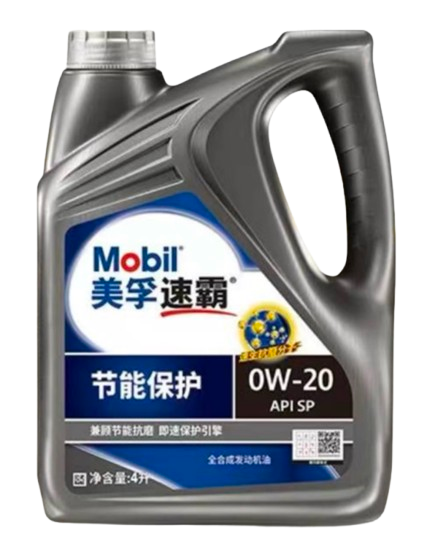 Mobil
美孚速霸®
节能保护
0W-20
API SP
兼顾节能抗磨 即速保护引擎
全合成发动机油
净含量:4升